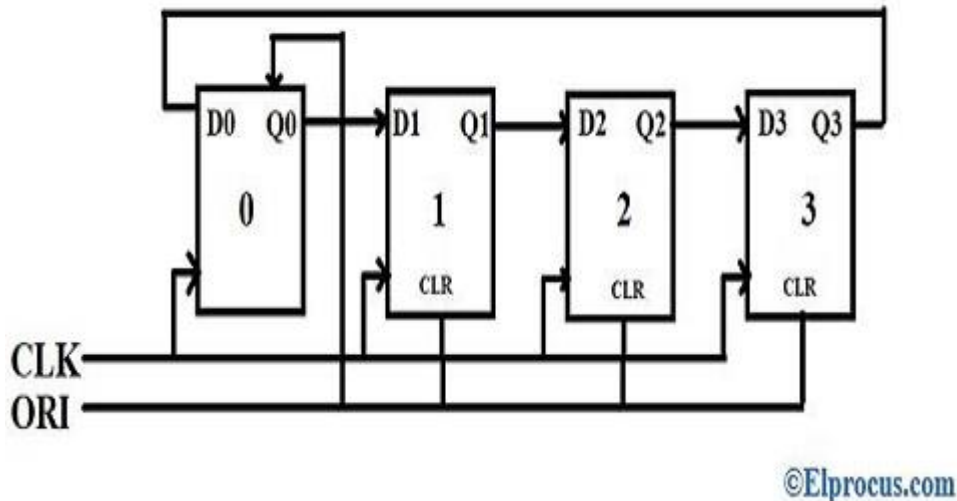 D0 Q0
D1 Q1
D2 Q2
D3 Q3
0
1
2
3
CLR
CLR
CLR
CLK
ORI
©Elprocus.com